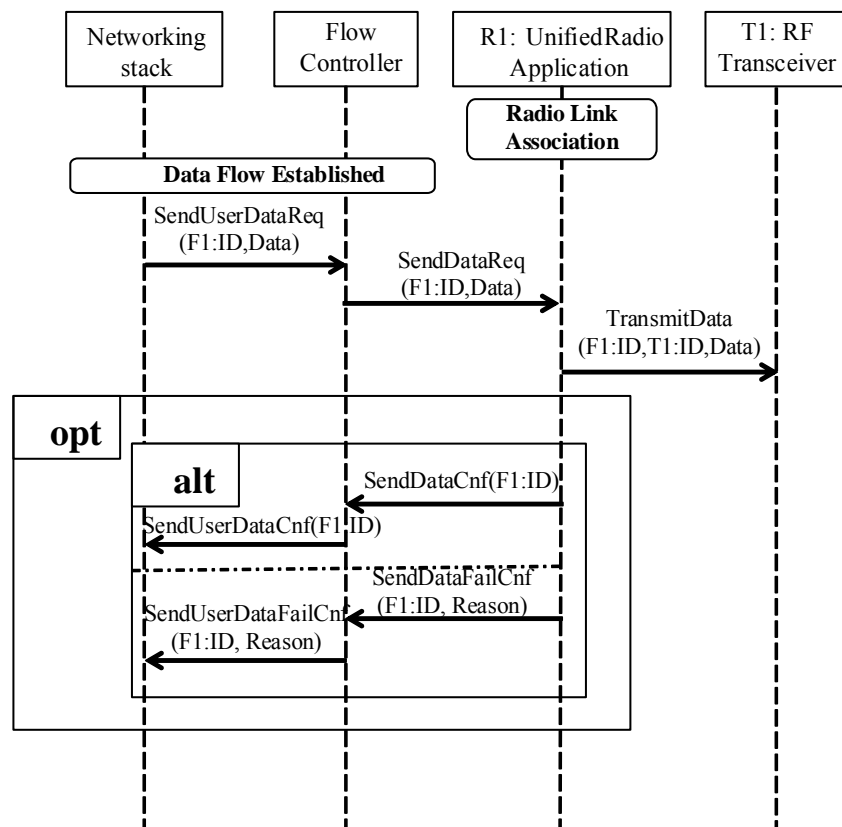 Networking
stack
Flow
Controller
R1: UnifiedRadio
Application
T1: RF
Transceiver
Radio Link
Association
Data Flow Established
SendUserDataReq
(F1:ID,Data)
SendDataReq
(F1:ID,Data)
TransmitData
(F1:ID,T1:ID,Data)
opt
alt
SendDataCnf(F1:ID)
SendUserDataCnf(F1:ID)
SendDataFailCnf
(F1:ID, Reason)
SendUserDataFailCnf
(F1:ID, Reason)